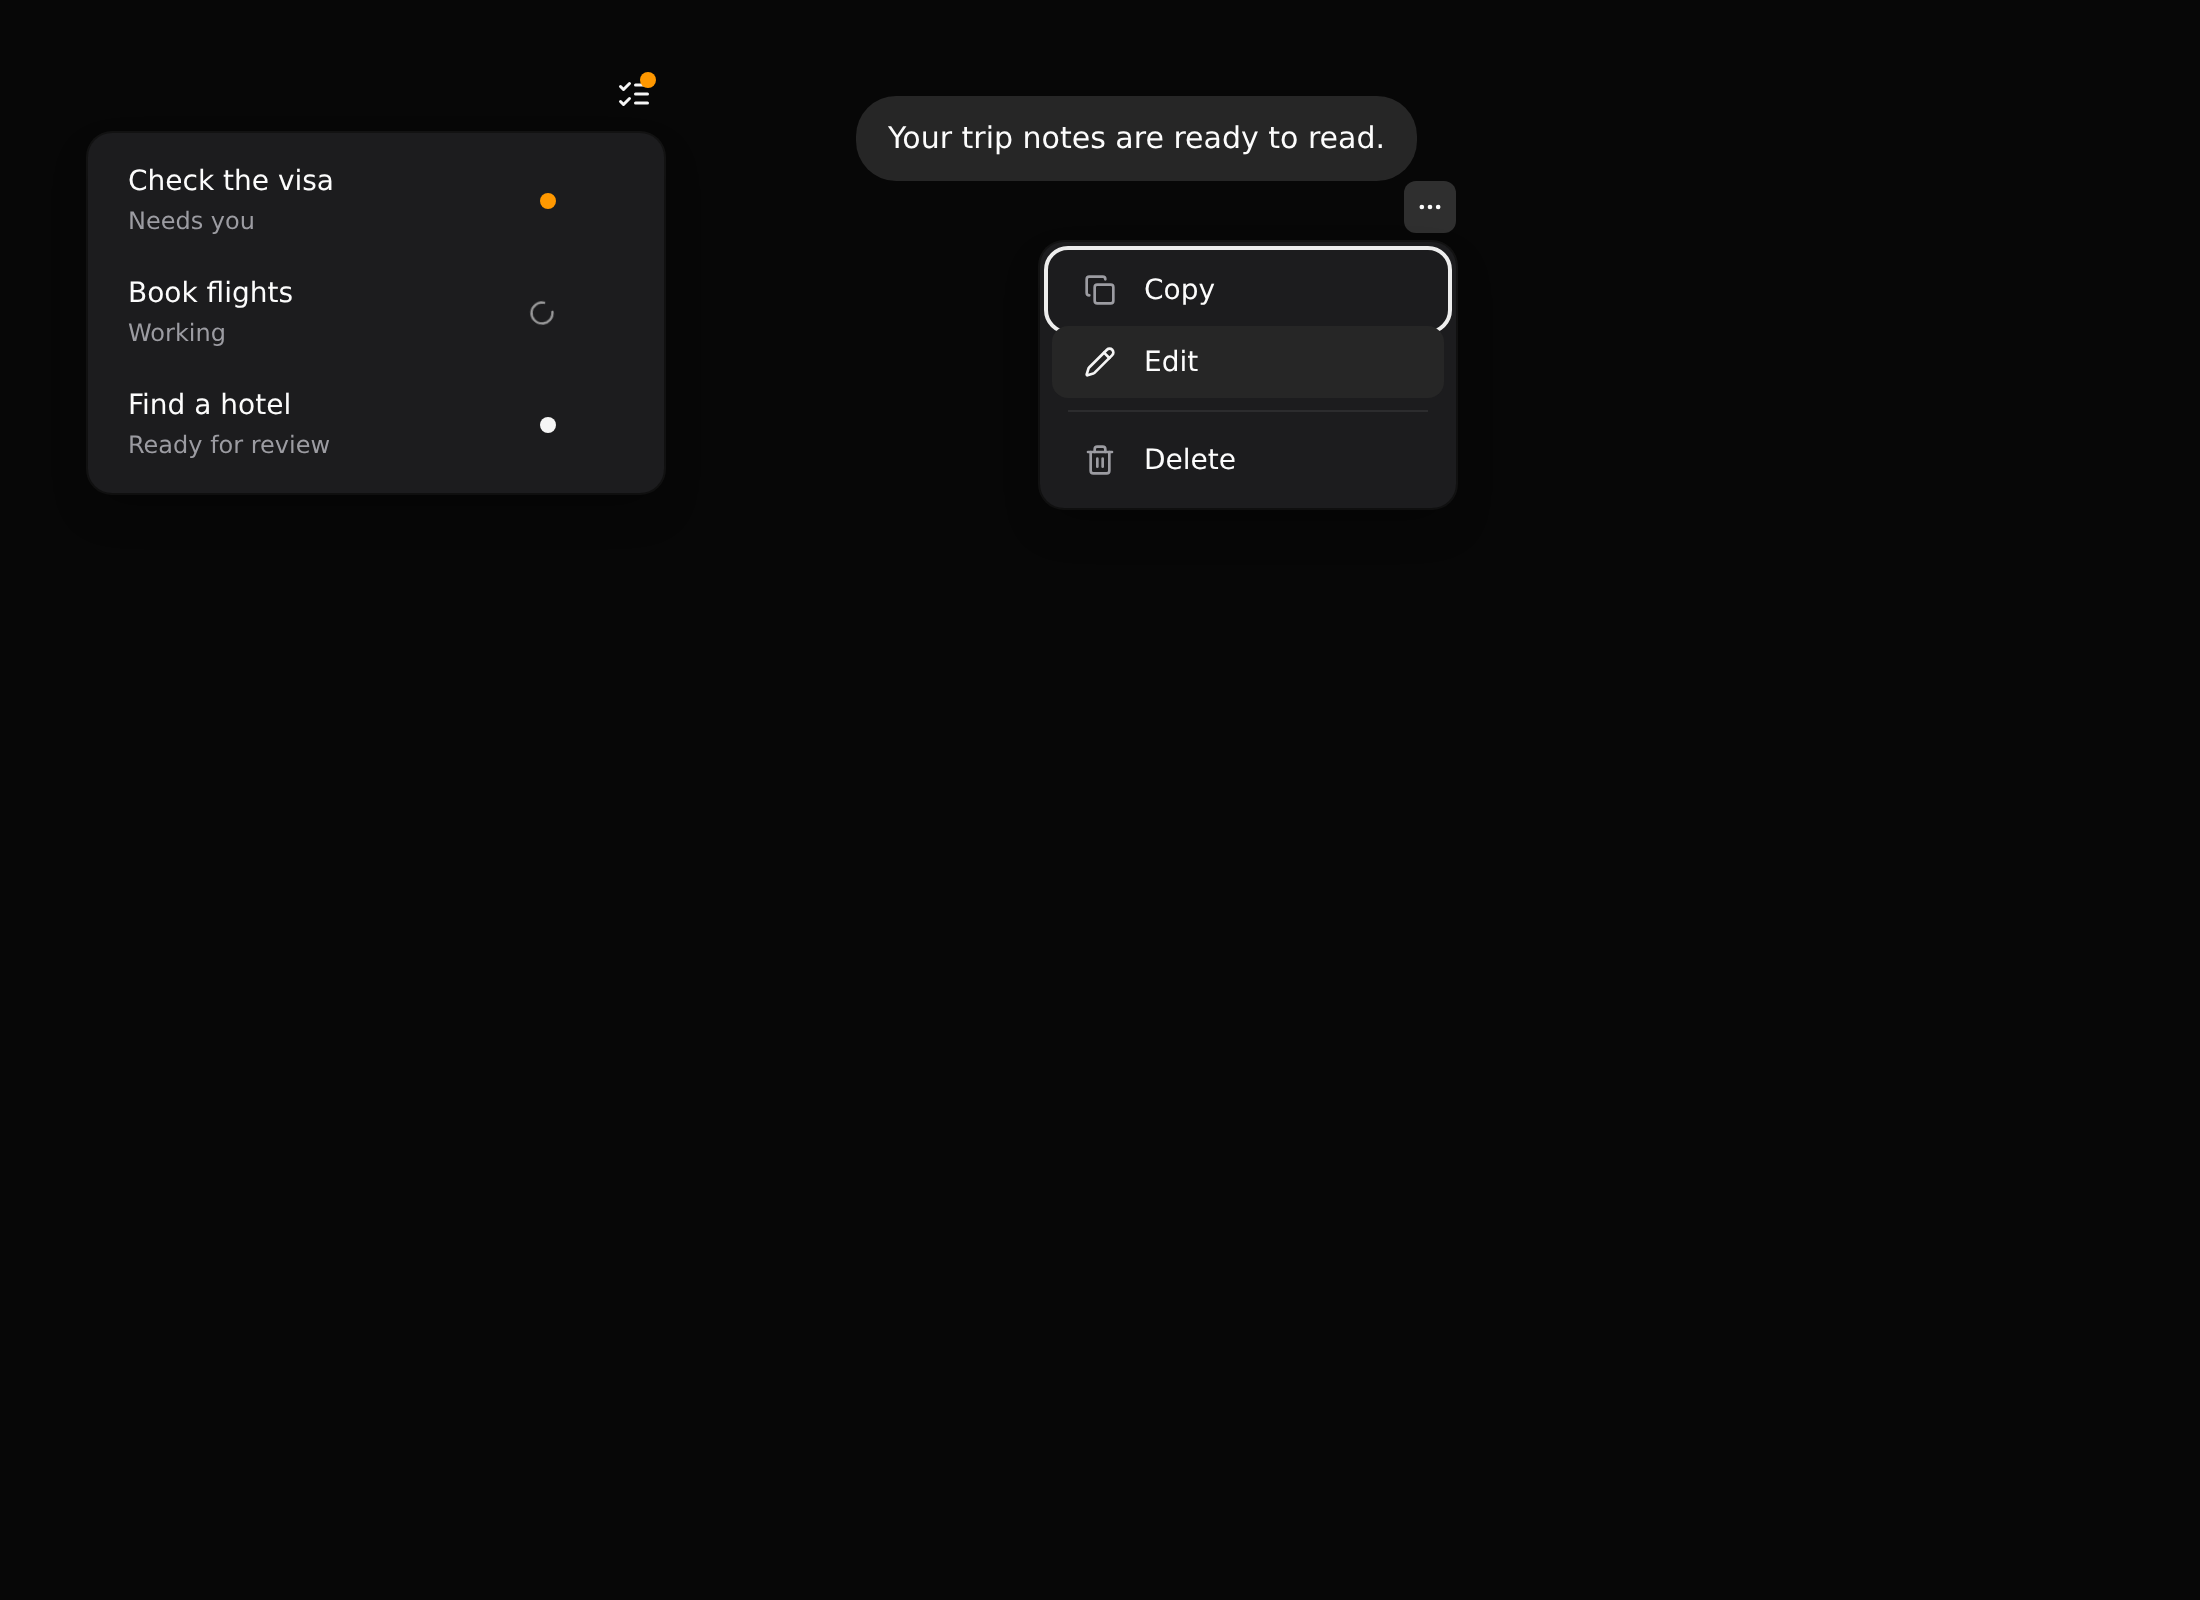 Check the visa
Needs you
Book flights
Working
Find a hotel
Ready for review
Your trip notes are ready to read.
Copy
Edit
Delete